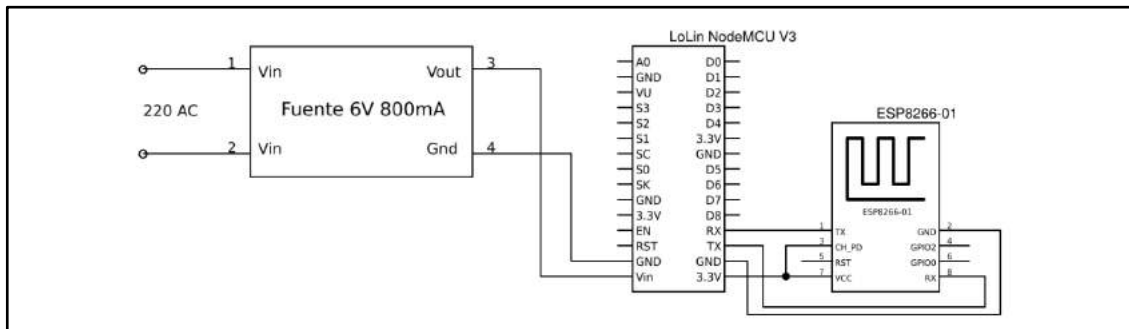 LoLin NodeMCU V3
220 AC
1
2
Vin
Vin
Fuente 6V 800mA
Vout
Gnd
3
4
A0
GND
VU
S3
S2
S1
SC
S0
SK
GND
3.3V
EN
RST
GND
Vin
D0
D1
D2
D3
D4
3.3V
GND
D5
D6
D7
D8
RX
TX
GND
3.3V
ESP8266-01
ESP8266-01
1
3
5
7
TX
CH_PD
RST
VCC
GND
GPIO2
GPIO0
RX
2
4
6
8